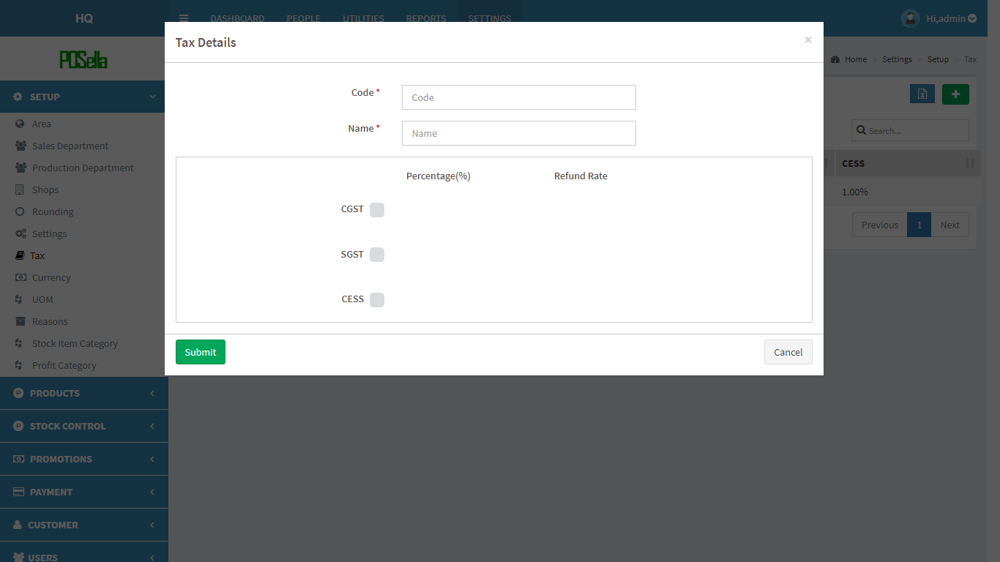 HQ
DASHBOARD PEOPLE UTILITIES REPORTS SETTINGS
Hi,admin
POSella
Home > Settings > Setup > Tax
Tax Details
×
SETUP
Area
Sales Department
Production Department
Shops
Rounding
Settings
Tax
Currency
UOM
Reasons
Stock Item Category
Profit Category
PRODUCTS
STOCK CONTROL
PROMOTIONS
PAYMENT
CUSTOMER
USERS
Code *
Code
Name *
Name
Percentage(%) Refund Rate
CGST
SGST
CESS
Submit
Cancel
Search...
CESS
1.00%
Previous 1 Next